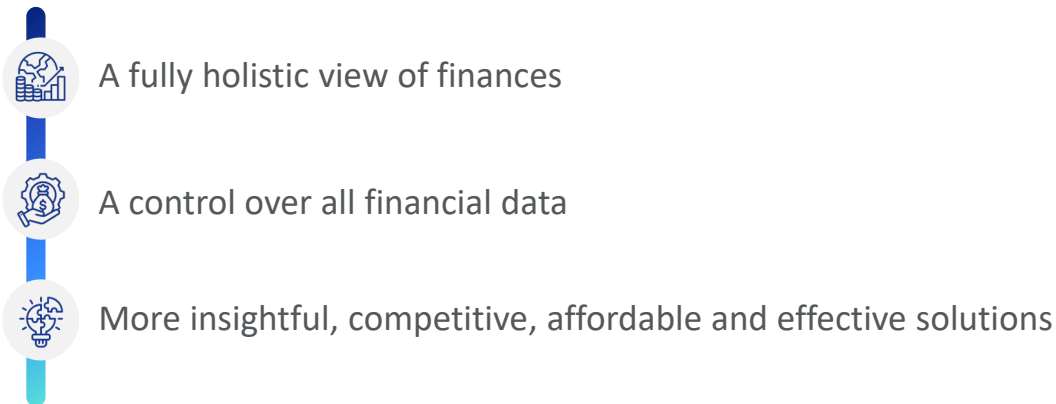 A fully holistic view of finances
A control over all financial data
More insightful, competitive, affordable and effective solutions